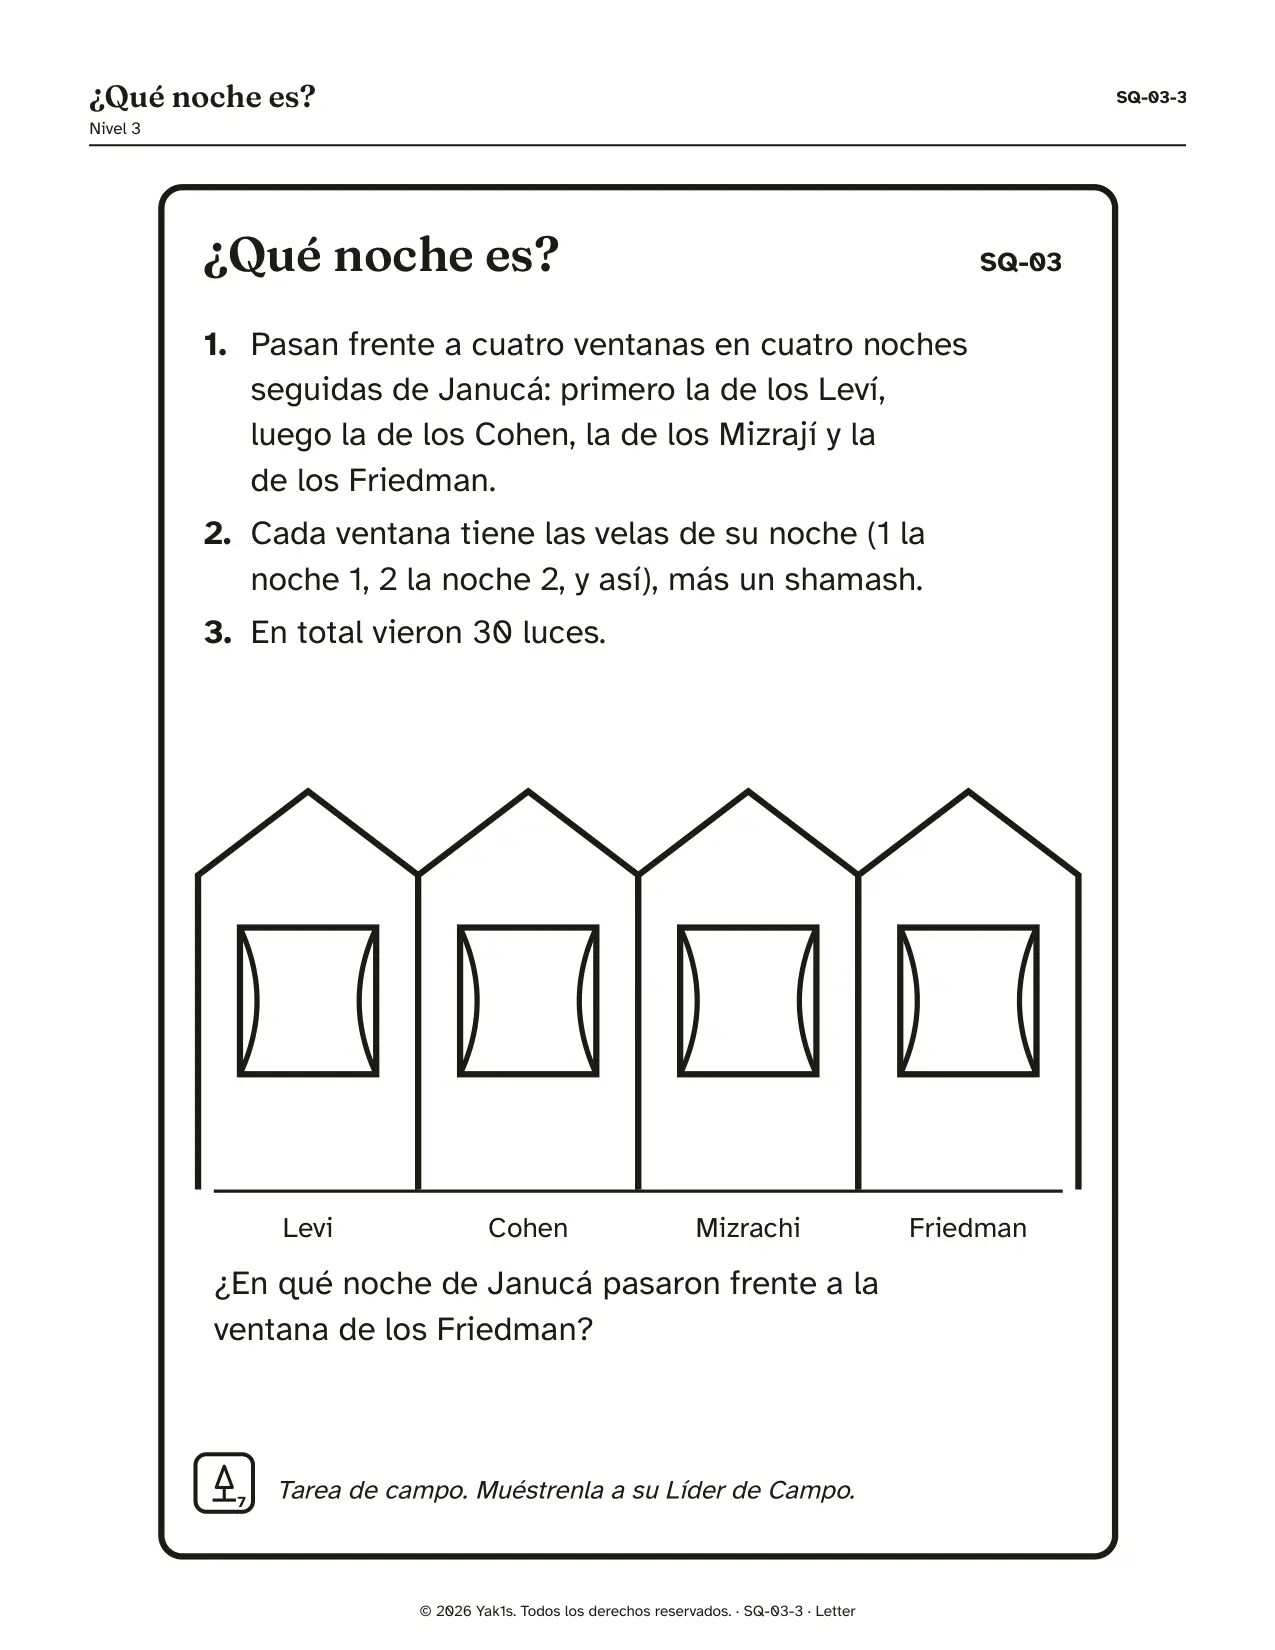 ¿Qué noche es?
SQ-03-3
Nivel 3
¿Qué noche es?
SQ-03
1. Pasan frente a cuatro ventanas en cuatro noches
seguidas de Janucá: primero la de los Leví,
luego la de los Cohen, la de los Mizrají y la
de los Friedman.
2. Cada ventana tiene las velas de su noche (1 la
noche 1, 2 la noche 2, y así), más un shamash.
3. En total vieron 30 luces.
Levi
Cohen
Mizrachi
Friedman
¿En qué noche de Janucá pasaron frente a la
ventana de los Friedman?
7
Tarea de campo. Muéstrenla a su Líder de Campo.
© 2026 Yak1s. Todos los derechos reservados. · SQ-03-3 · Letter